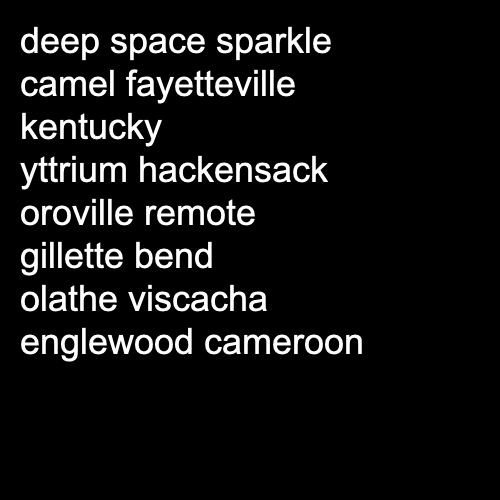 deep space sparkle
camel fayetteville
kentucky
yttrium hackensack
oroville remote
gillette bend
olathe viscacha
englewood cameroon